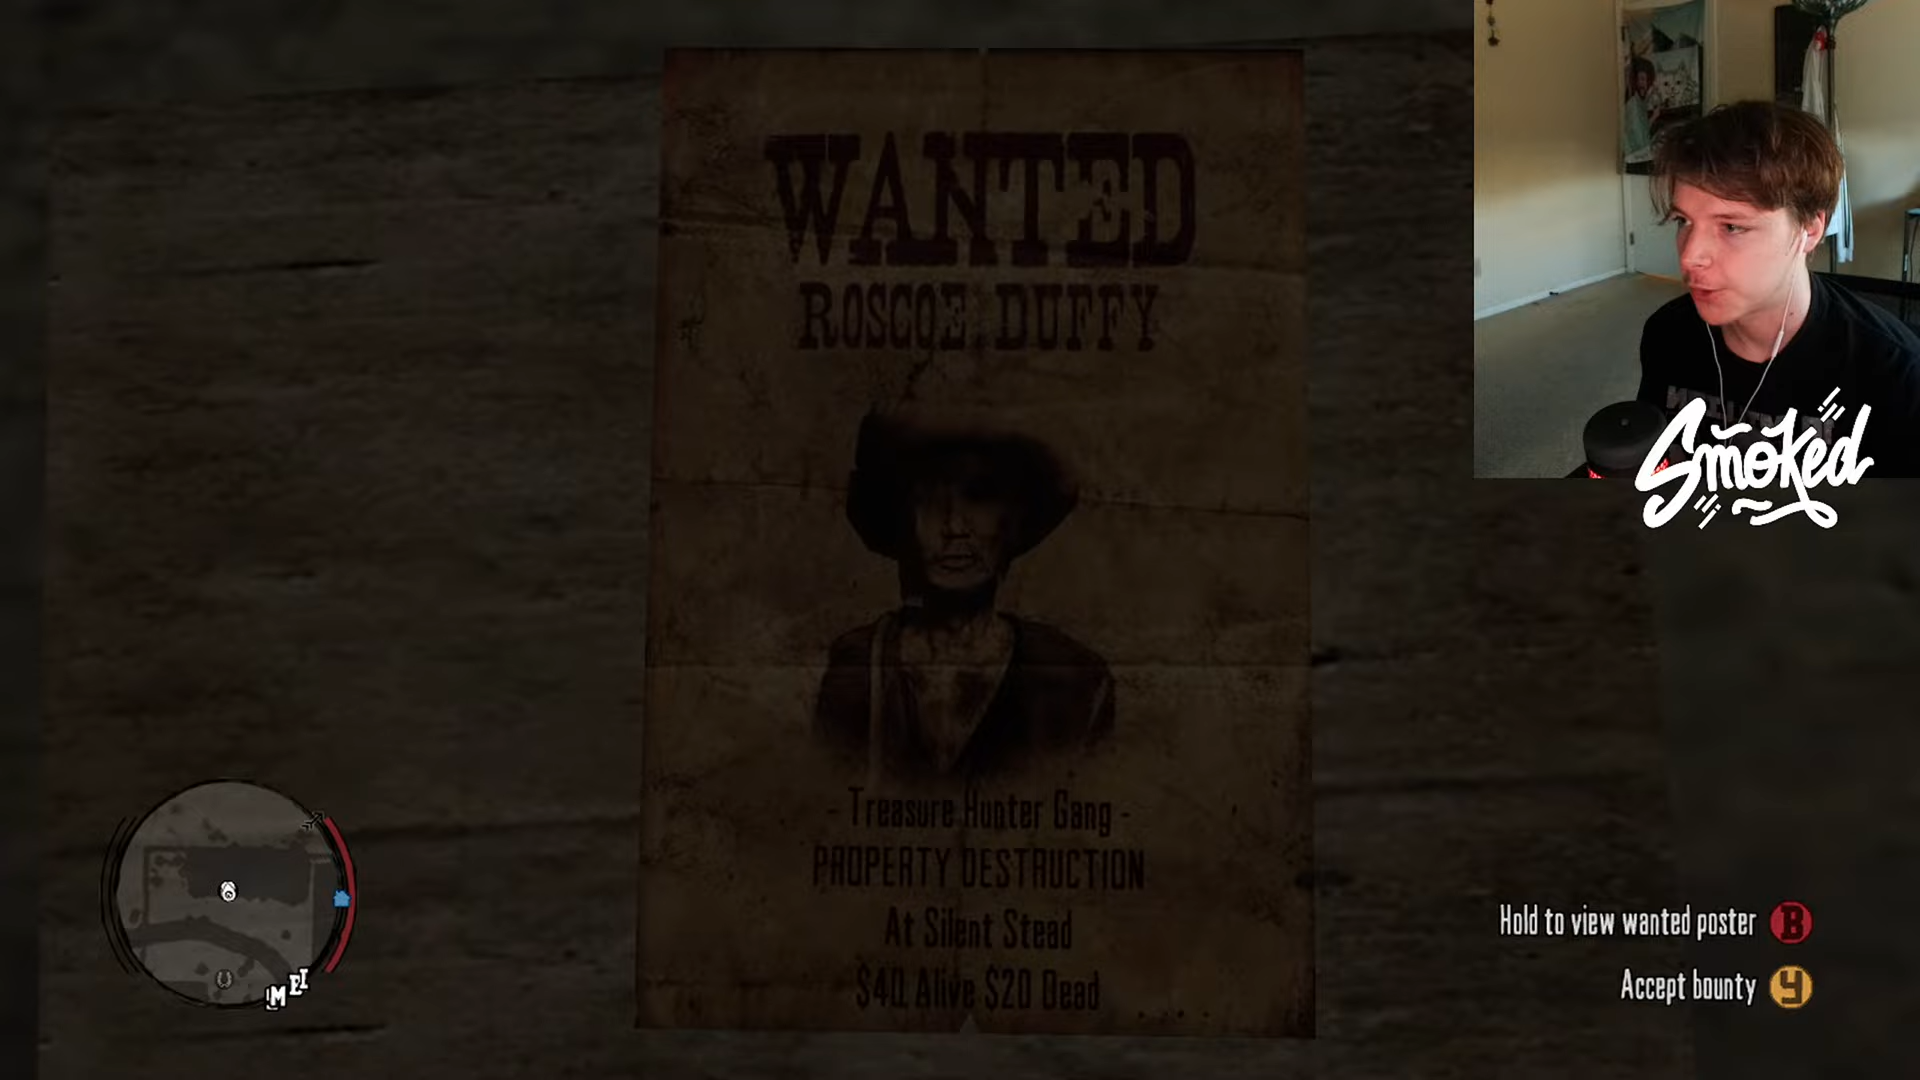 WANTED
ROSCOE DUFFY
- Treasure Hunter Gang -
PROPERTY DESTRUCTION
At Silent Stead
$40 Alive $20 Dead
Smoked
Hold to view wanted poster B
Accept bounty Y
M E I